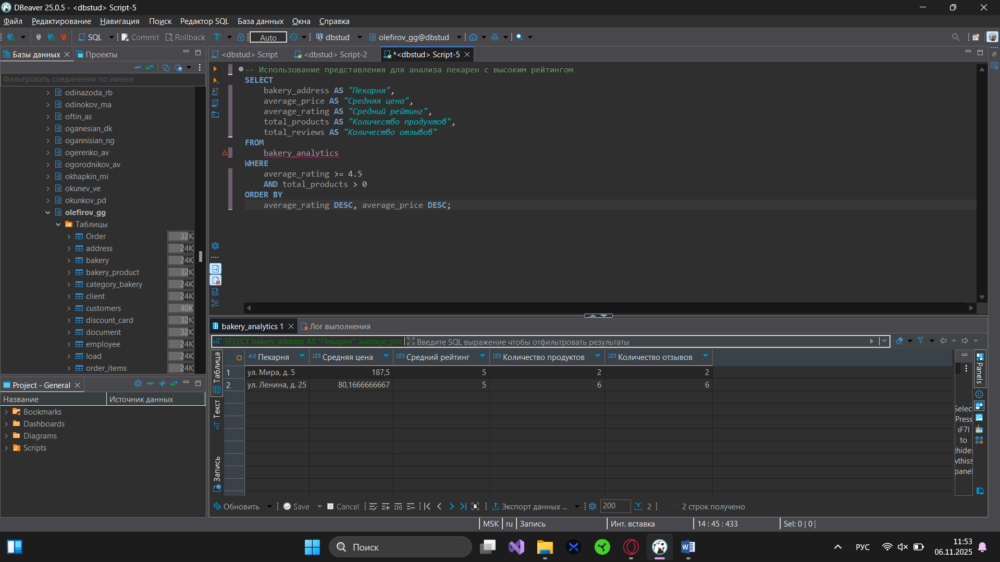 DBeaver 25.0.5 - <dbstud> Script-5
Файл Редактирование Навигация Поиск Редактор SQL База данных Окна Справка
SQL Commit Rollback Auto dbstud olefirov_gg@dbstud
Базы данных Проекты
<dbstud> Script <dbstud> Script-2 *<dbstud> Script-5
Фильтровать соединения по имени
odinazoda_rb
odinokov_ma
oftin_as
oganesian_dk
ogannisian_ng
ogerenko_av
ogorodnikov_av
okhapkin_mi
okunev_ve
okunkov_pd
olefirov_gg
Таблицы
Order 32K
address 24K
bakery 24K
bakery_product 32K
category_bakery 24K
client 24K
customers 40K
discount_card 32K
document 32K
employee 24K
load 24K
order_items 24K
-- Использование представления для анализа пекарен с высоким рейтингом
SELECT
bakery_address AS "Пекарня",
average_price AS "Средняя цена",
average_rating AS "Средний рейтинг",
total_products AS "Количество продуктов",
total_reviews AS "Количество отзывов"
FROM
bakery_analytics
WHERE
average_rating >= 4.5
AND total_products > 0
ORDER BY
average_rating DESC, average_price DESC;
Project - General
Название Источник данных
Bookmarks
Dashboards
Diagrams
Scripts
bakery_analytics 1 Лог выполнения
SELECT bakery_address AS "Пекарня", average_pric Введите SQL выражение чтобы отфильтровать результаты
Таблица
Текст
Запись
A-Z Пекарня 123 Средняя цена 123 Средний рейтинг 123 Количество продуктов 123 Количество отзывов
1 ул. Мира, д. 5 187,5 5 2 2
2 ул. Ленина, д. 25 80,1666666667 5 6 6
Panels
Selec
Press
F7I
to
hide
this
panel
Обновить Save Cancel Экспорт данных ... 200 2 2 строк получено
MSK ru Запись Инт. вставка 14 : 45 : 433 Sel: 0 | 0
Поиск
РУС
11:53
06.11.2025